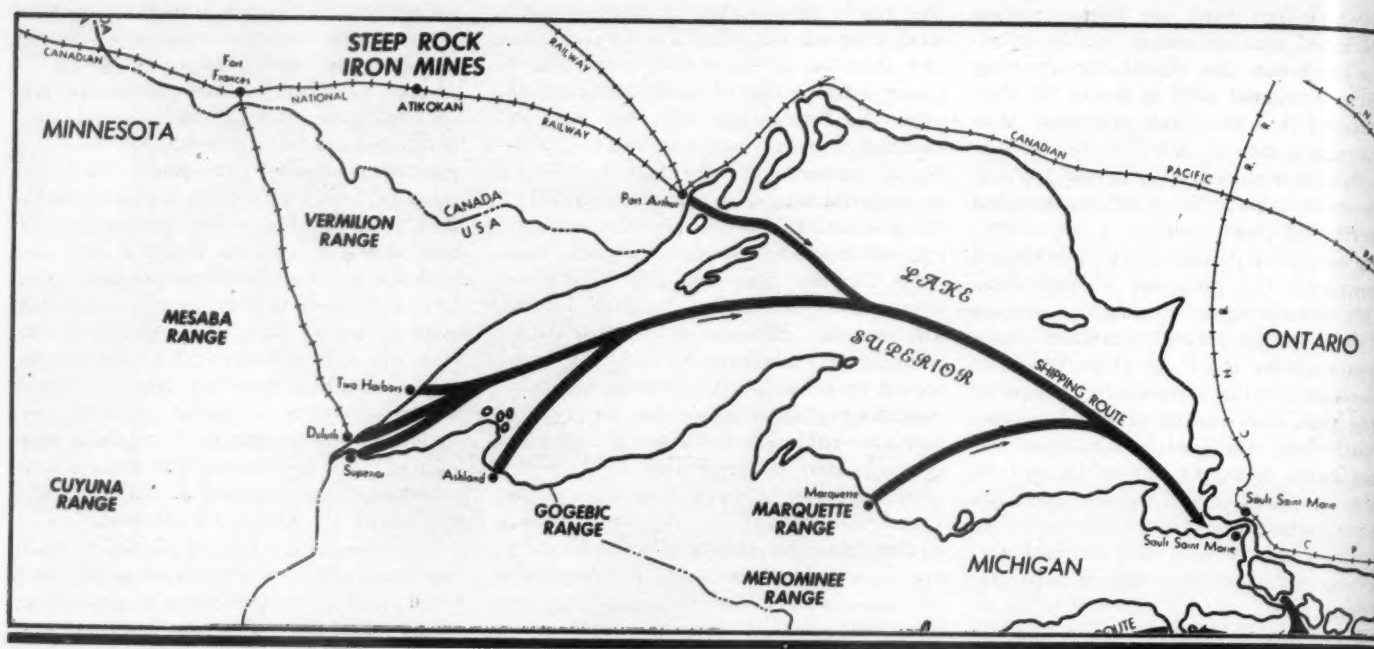 STEEP ROCK
IRON MINES
CANADIAN
FORT
FRANCES
NATIONAL
ATIKOKAN
RAILWAY
RAILWAY
MINNESOTA
CANADIAN
PACIFIC
Port Arthur
CANADA
U S A
VERMILION
RANGE
LAKE
SUPERIOR
MESABA
RANGE
ONTARIO
SHIPPING ROUTE
Two Harbors
Duluth
Superior
Ashland
CUYUNA
RANGE
GOGEBIC
RANGE
Marquette
MARQUETTE
RANGE
Sault Saint Marie
Sault Saint Marie
C P
MICHIGAN
MENOMINEE
RANGE